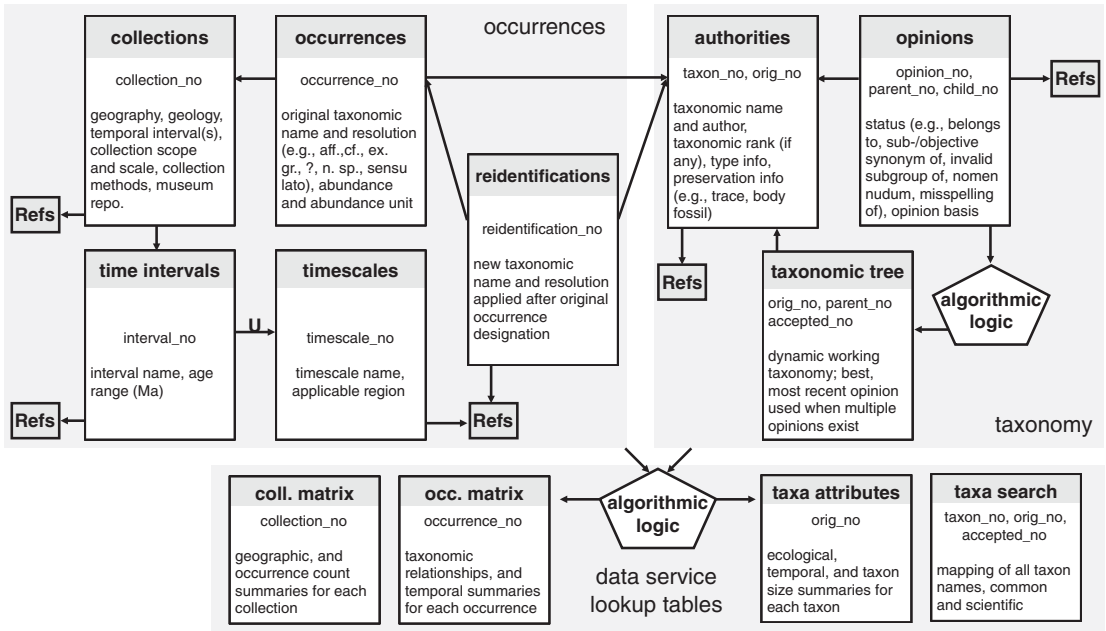 occurrences
collections
collection_no
geography, geology,
temporal interval(s),
collection scope
and scale, collection
methods, museum
repo.
Refs
occurrences
occurrence_no
original taxonomic
name and resolution
(e.g., aff.,cf., ex.
gr., ?, n. sp., sensu
lato), abundance
and abundance unit
reidentifications
reidentification_no
new taxonomic
name and resolution
applied after original
occurrence
designation
time intervals
interval_no
interval name, age
range (Ma)
Refs
U
timescales
timescale_no
timescale name,
applicable region
Refs
authorities
taxon_no, orig_no
taxonomic name
and author,
taxonomic rank (if
any), type info,
preservation info
(e.g., trace, body
fossil)
Refs
opinions
opinion_no,
parent_no, child_no
status (e.g., belongs
to, sub-/objective
synonym of, invalid
subgroup of, nomen
nudum, misspelling
of), opinion basis
Refs
taxonomic tree
orig_no, parent_no
accepted_no
dynamic working
taxonomy; best,
most recent opinion
used when multiple
opinions exist
algorithmic
logic
taxonomy
coll. matrix
collection_no
geographic, and
occurrence count
summaries for each
collection
occ. matrix
occurrence_no
taxonomic
relationships, and
temporal summaries
for each occurrence
algorithmic
logic
data service
lookup tables
taxa attributes
orig_no
ecological,
temporal, and taxon
size summaries for
each taxon
taxa search
taxon_no, orig_no,
accepted_no
mapping of all taxon
names, common
and scientific